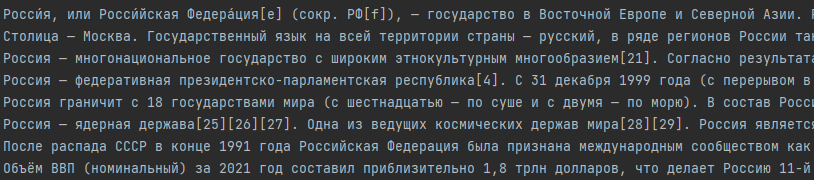 Росси́я, или Росси́йская Федера́ция[e] (сокр. РФ[f]), — государство в Восточной Европе и Северной Азии.
Столица — Москва. Государственный язык на всей территории страны — русский, в ряде регионов России
Россия — многонациональное государство с широким этнокультурным многообразием[21]. Согласно
Россия — федеративная президентско-парламентская республика[4]. С 31 декабря 1999 года (с перерывом в
Россия граничит с 18 государствами мира (с шестнадцатью — по суше и с двумя — по морю). В состав
Россия — ядерная держава[25][26][27]. Одна из ведущих космических держав мира[28][29]. Россия является
После распада СССР в конце 1991 года Российская Федерация была признана международным сообществом как
Объём ВВП (номинальный) за 2021 год составил приблизительно 1,8 трлн долларов, что делает Россию 11-й